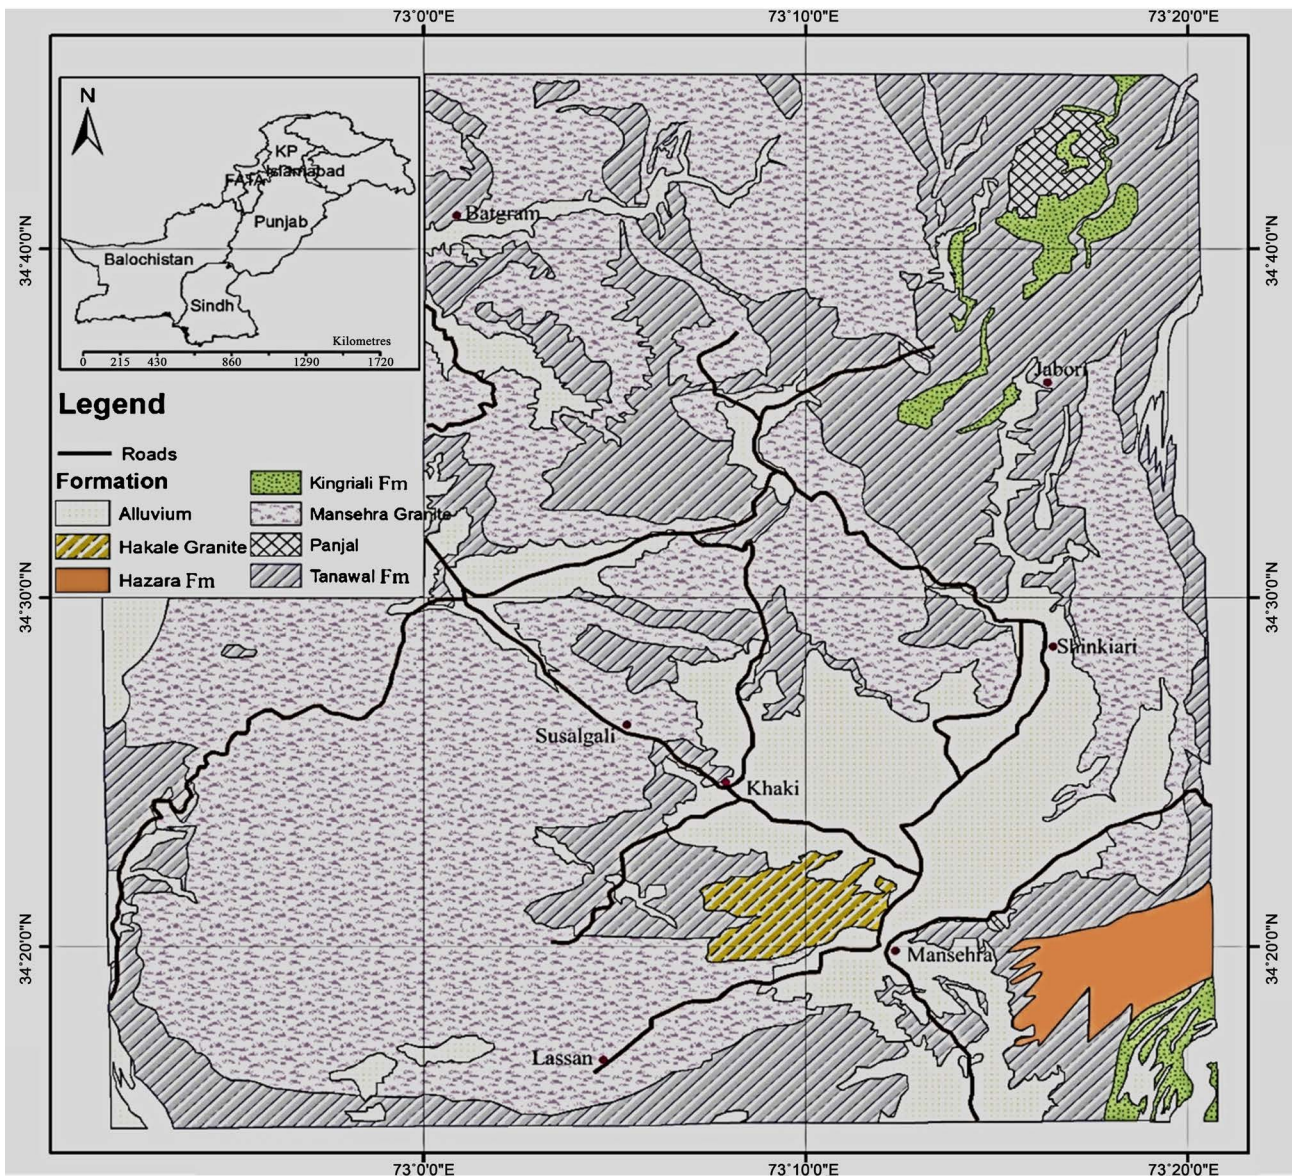 73°0'0"E
73°10'0"E
73°20'0"E
N
KP
Islamabad
FATA
Punjab
Balochistan
Sindh
Kilometres
0 215 430 860 1290 1720
Legend
Roads
Formation
Alluvium
Hakale Granite
Hazara Fm
Kingriali Fm
Mansehra Granite
Panjal
Tanawal Fm
Batgram
Jabori
Shinkiari
Susalgali
Khaki
Mansehra
Lassan
34°40'0"N
34°30'0"N
34°20'0"N
34°40'0"N
34°30'0"N
34°20'0"N
73°0'0"E
73°10'0"E
73°20'0"E